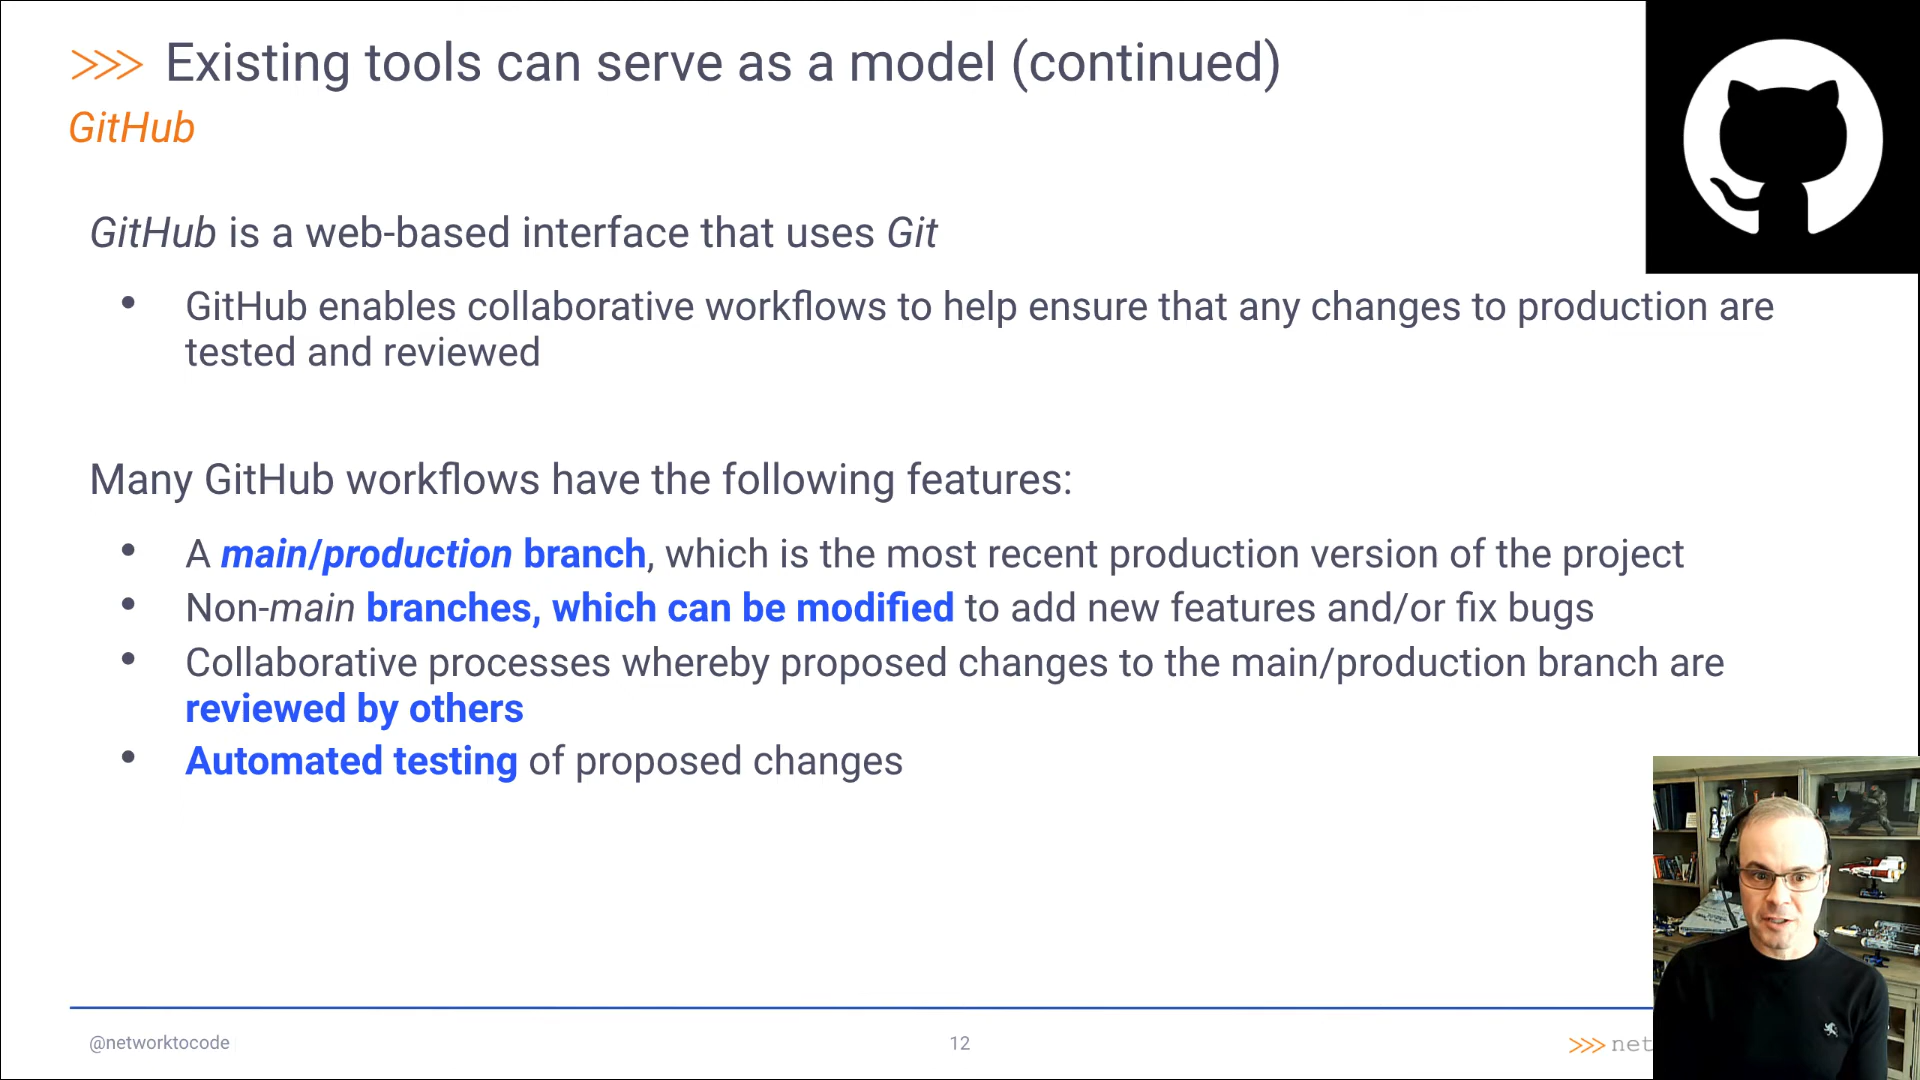 >>> Existing tools can serve as a model (continued)
GitHub
GitHub is a web-based interface that uses Git
• GitHub enables collaborative workflows to help ensure that any changes to production are
tested and reviewed
Many GitHub workflows have the following features:
• A main/production branch, which is the most recent production version of the project
• Non-main branches, which can be modified to add new features and/or fix bugs
• Collaborative processes whereby proposed changes to the main/production branch are
reviewed by others
• Automated testing of proposed changes
@networktocode
12
>>> net